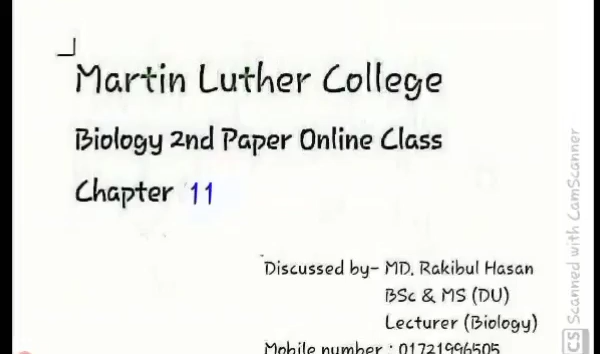 Martin Luther College
Biology 2nd Paper Online Class
Chapter 11
Discussed by- MD. Rakibul Hasan
BSc & MS (DU)
Lecturer (Biology)
Mobile number : 01721996505
CS Scanned with CamScanner